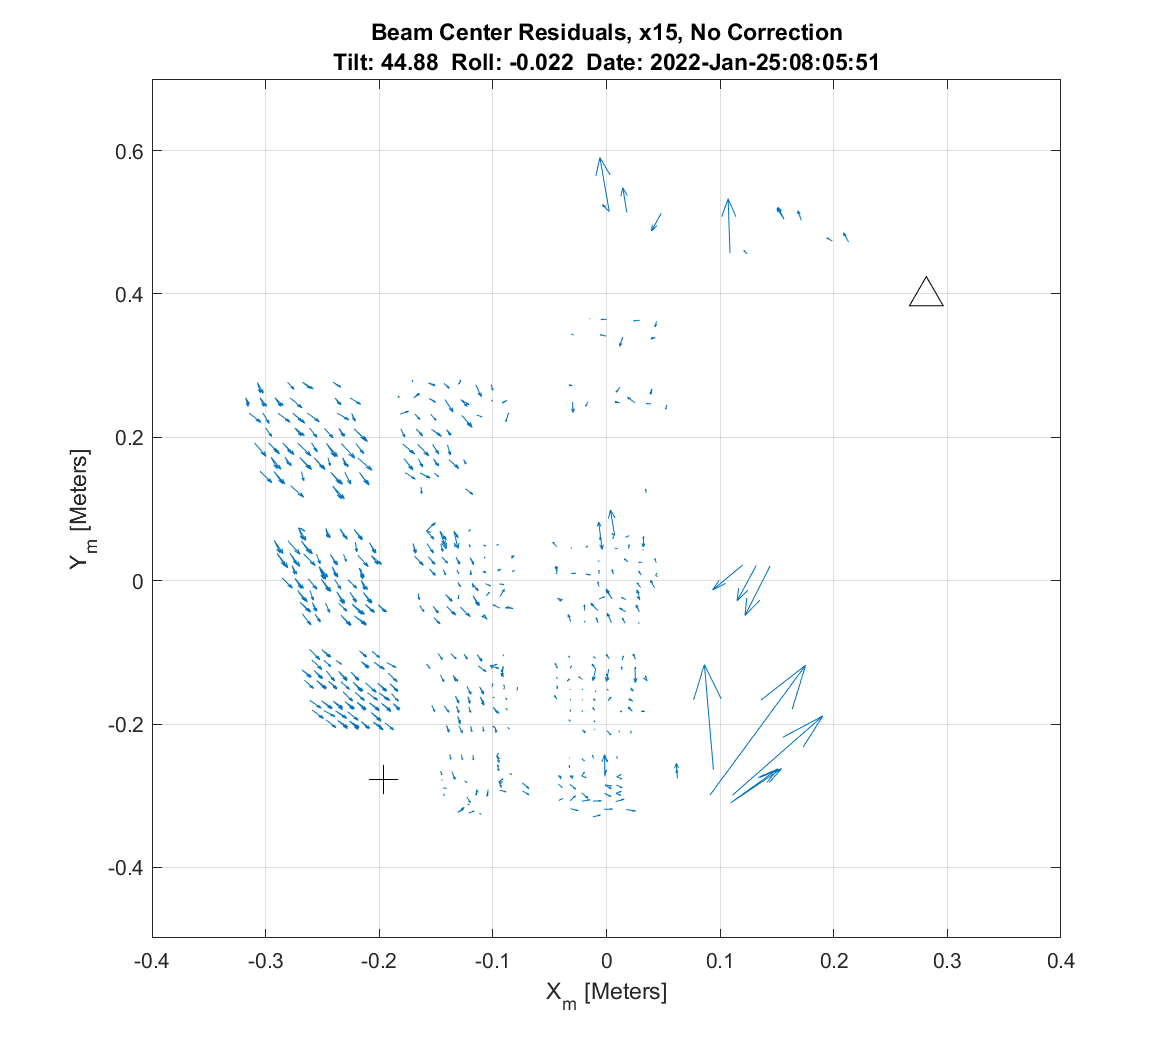 Beam Center Residuals, x15, No Correction
Tilt: 44.88  Roll: -0.022  Date: 2022-Jan-25:08:05:51
0.6
0.4
0.2
0
-0.2
-0.4
Y_m [Meters]
-0.4 -0.3 -0.2 -0.1 0 0.1 0.2 0.3 0.4
X_m [Meters]